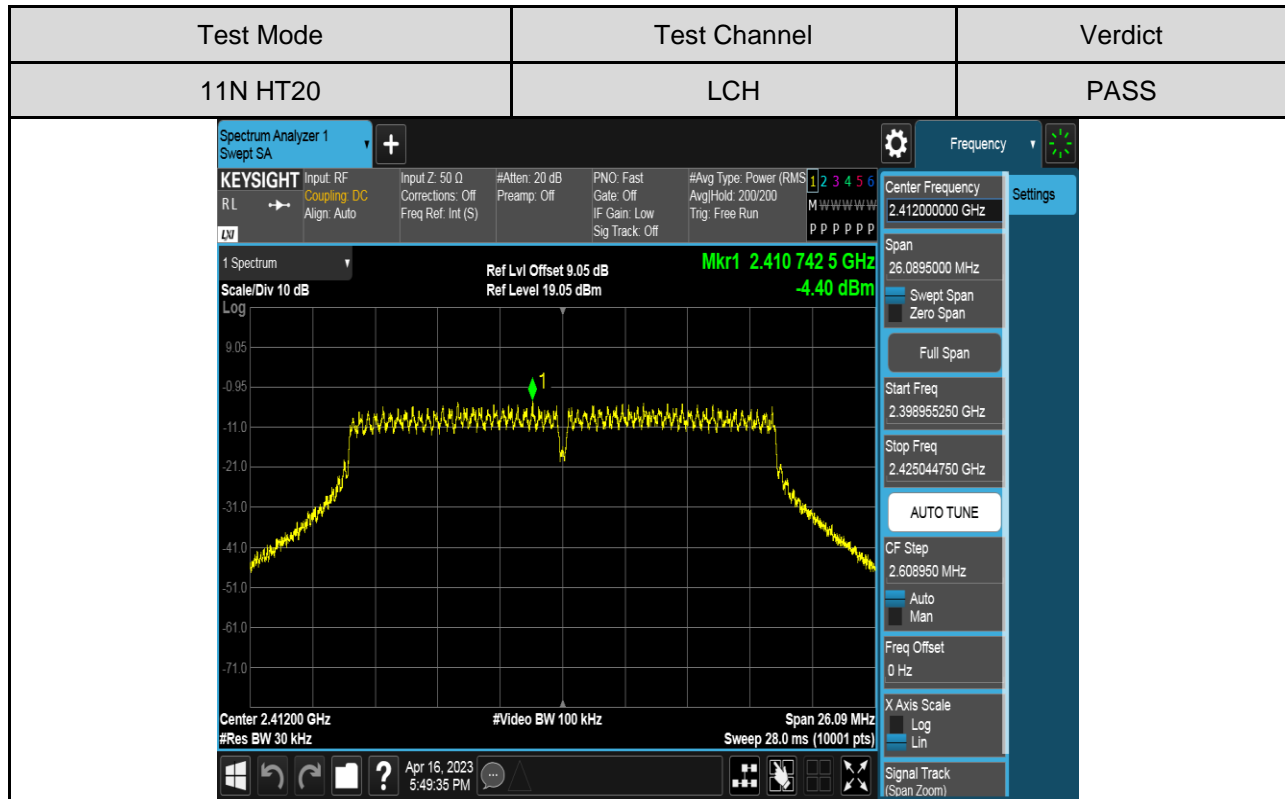 Test Mode Test Channel Verdict
11N HT20 LCH PASS
Spectrum Analyzer 1
Swept SA
+
Frequency
KEYSIGHT Input: RF Input Z: 50 Ω #Atten: 20 dB PNO: Fast #Avg Type: Power (RMS 1 2 3 4 5 6
RL Coupling: DC Corrections: Off Preamp: Off Gate: Off Avg|Hold: 200/200 M W W W W W
Align: Auto Freq Ref: Int (S) IF Gain: Low Trig: Free Run
LXI Sig Track: Off P P P P P P
1 Spectrum Ref Lvl Offset 9.05 dB Mkr1 2.410 742 5 GHz
Scale/Div 10 dB Ref Level 19.05 dBm -4.40 dBm
Log
9.05
-0.95
-11.0
-21.0
-31.0
-41.0
-51.0
-61.0
-71.0
1
Center 2.41200 GHz #Video BW 100 kHz Span 26.09 MHz
#Res BW 30 kHz Sweep 28.0 ms (10001 pts)
? Apr 16, 2023
5:49:35 PM
Center Frequency
2.412000000 GHz
Settings
Span
26.0895000 MHz
Swept Span
Zero Span
Full Span
Start Freq
2.398955250 GHz
Stop Freq
2.425044750 GHz
AUTO TUNE
CF Step
2.608950 MHz
Auto
Man
Freq Offset
0 Hz
X Axis Scale
Log
Lin
Signal Track
(Span Zoom)